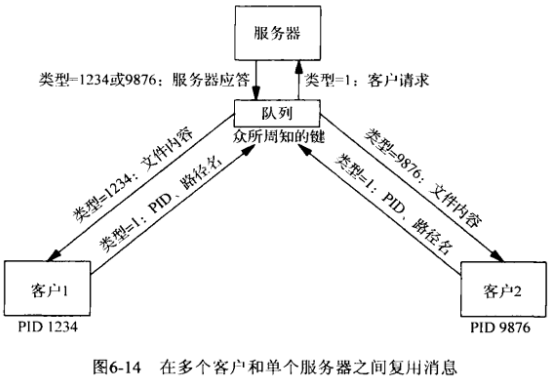 服务器
类型=1234或9876：服务器应答
类型=1：客户请求
队列
众所周知的键
类型=1234：文件内容
类型=1：PID、路径名
类型=9876：文件内容
类型=1：PID、路径名
客户1
PID 1234
客户2
PID 9876
图6-14 在多个客户和单个服务器之间复用消息